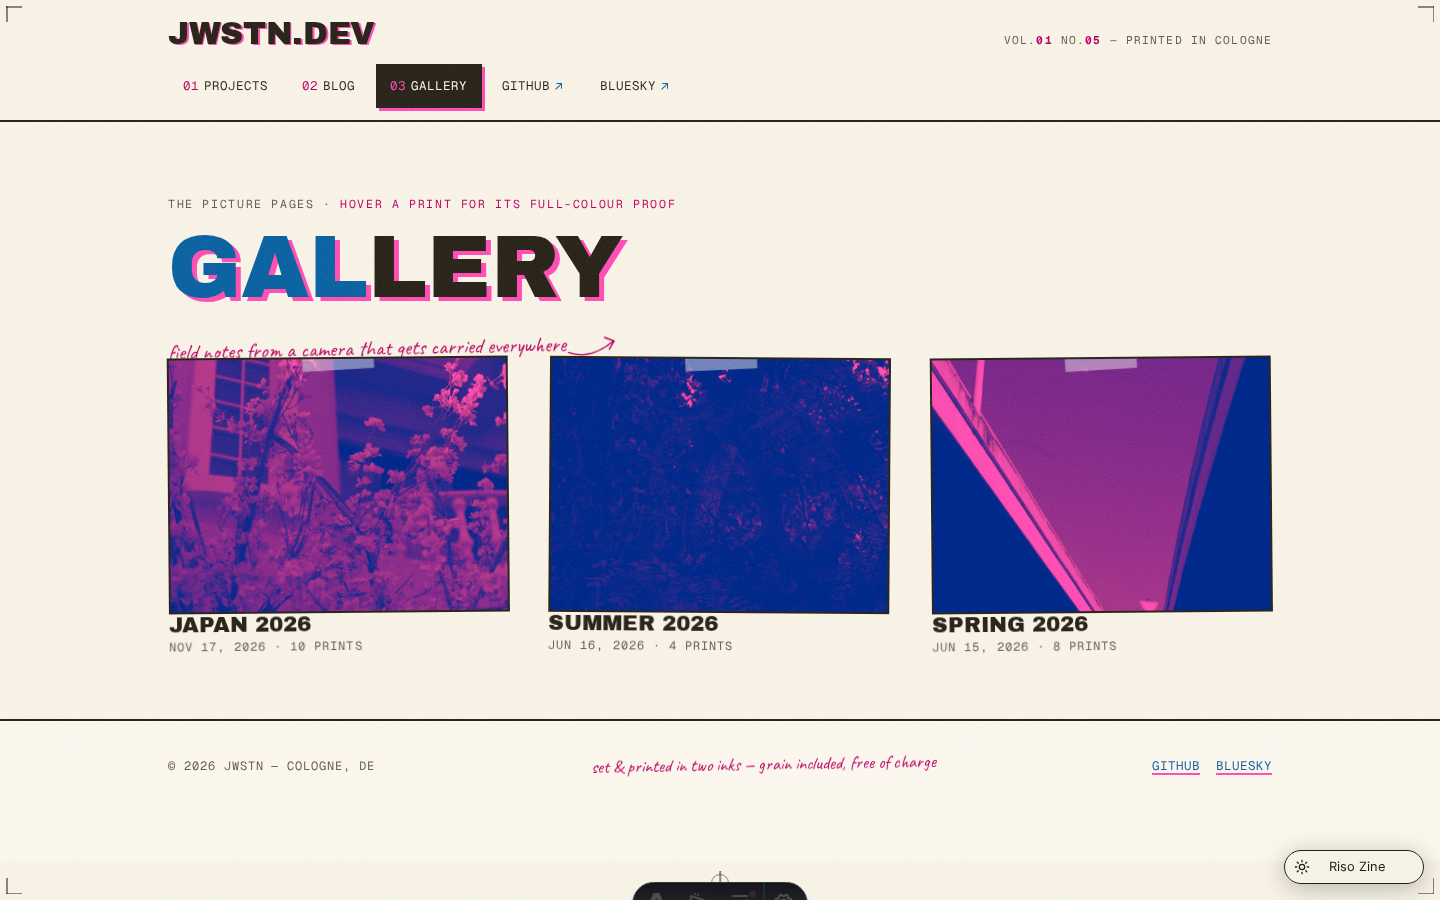 JWSTN.DEV
VOL.01 NO.05 — PRINTED IN COLOGNE
01 PROJECTS 02 BLOG 03 GALLERY GITHUB ↗ BLUESKY ↗
THE PICTURE PAGES · HOVER A PRINT FOR ITS FULL-COLOUR PROOF
GALLERY
field notes from a camera that gets carried everywhere
JAPAN 2026
NOV 17, 2026 · 10 PRINTS
SUMMER 2026
JUN 16, 2026 · 4 PRINTS
SPRING 2026
JUN 15, 2026 · 8 PRINTS
© 2026 JWSTN — COLOGNE, DE
set & printed in two inks — grain included, free of charge
GITHUB BLUESKY
Riso Zine